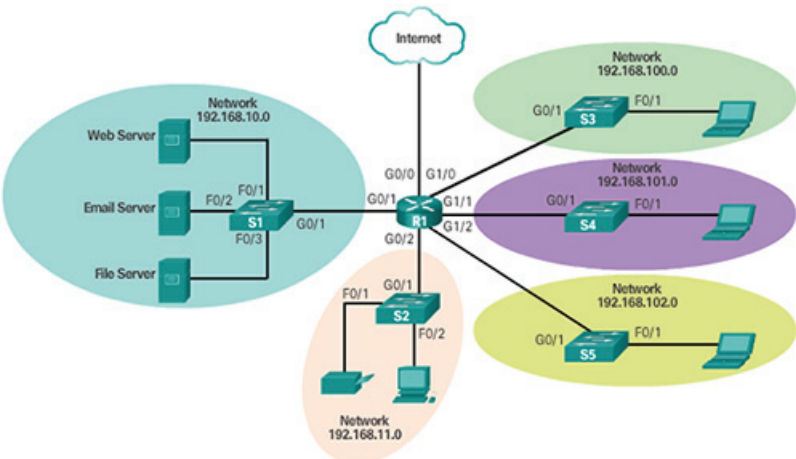 Internet
Network
192.168.10.0
Web Server
Email Server
File Server
F0/1
F0/2
F0/3
S1
G0/1
G0/1
G0/0
G1/0
G1/1
G1/2
R1
G0/2
Network
192.168.100.0
G0/1
S3
F0/1
Network
192.168.101.0
G0/1
S4
F0/1
Network
192.168.102.0
G0/1
S5
F0/1
G0/1
F0/1
S2
F0/2
Network
192.168.11.0